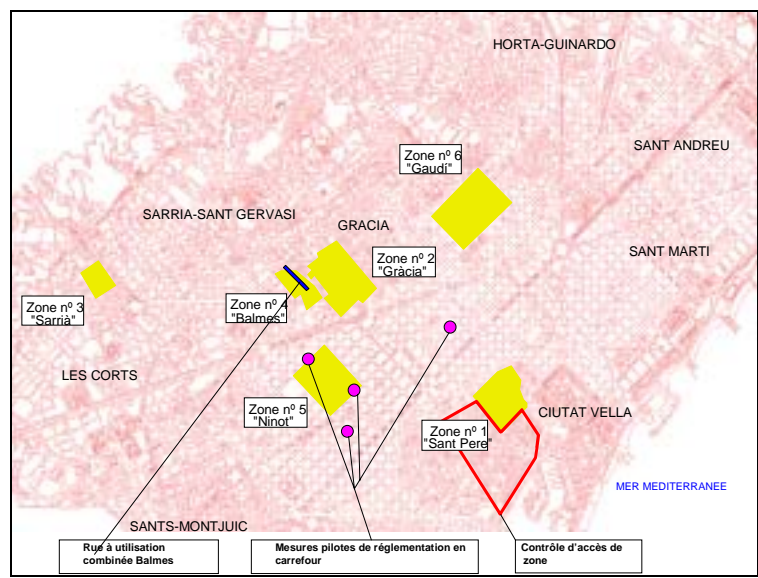 HORTA-GUINARDO
SANT ANDREU
Zone nº 6
"Gaudí"
SARRIA-SANT GERVASI
GRACIA
SANT MARTI
Zone nº 2
"Gràcia"
Zone nº 3
"Sarrià"
Zone nº 4
"Balmes"
LES CORTS
Zone nº 5
"Ninot"
CIUTAT VELLA
Zone nº 1
"Sant Pere"
MER MEDITERRANEE
SANTS-MONTJUIC
Rue à utilisation
combinée Balmes
Mesures pilotes de réglementation en
carrefour
Contrôle d'accès de
zone